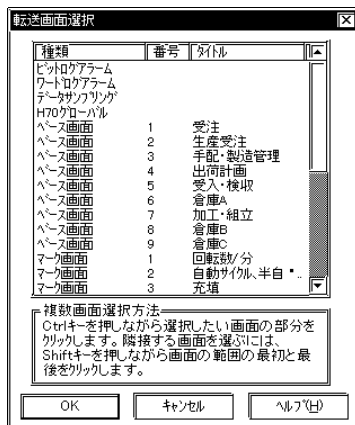 転送画面選択
種類 番号 タイトル
ビットログアラーム
ワードログアラーム
データサンプリング
H70グローバル
ベース画面 1 受注
ベース画面 2 生産受注
ベース画面 3 手配・製造管理
ベース画面 4 出荷計画
ベース画面 5 受入・検収
ベース画面 6 倉庫A
ベース画面 7 加工・組立
ベース画面 8 倉庫B
ベース画面 9 倉庫C
マーク画面 1 回転数/分
マーク画面 2 自動サイクル、半自・..
マーク画面 3 充填
複数画面選択方法
Ctrlキーを押しながら選択したい画面の部分を
クリックします。隣接する画面を選ぶには、
Shiftキーを押しながら画面の範囲の最初と最
後をクリックします。
OK キャンセル ヘルプ(H)